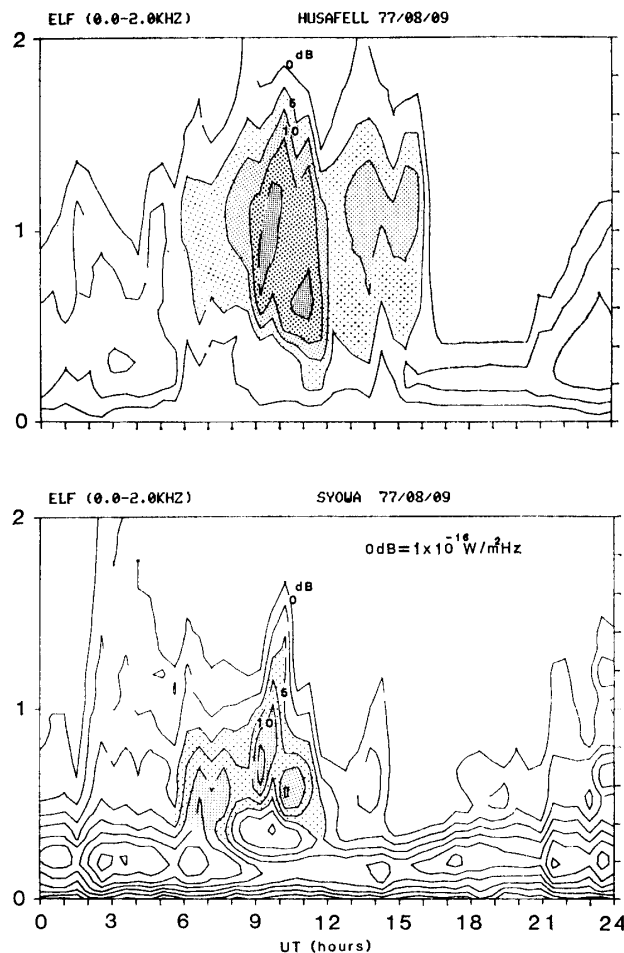 ELF (0.0-2.0KHZ) HUSAFELL 77/08/09
2
dB
0
5
10
1
0
ELF (0.0-2.0KHZ) SYOWA 77/08/09
2
0dB=1x10^-16 W/m²Hz
dB
0
5
10
1
0
0 3 6 9 12 15 18 21 24
UT (hours)